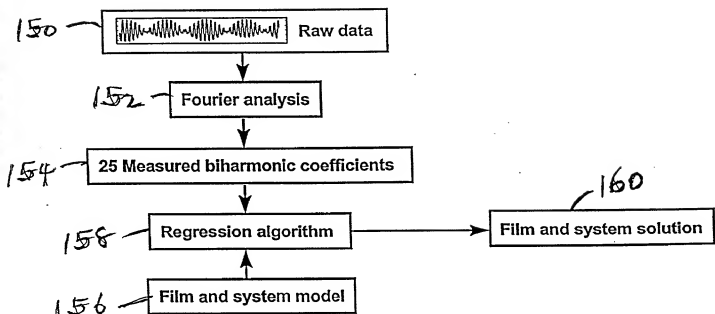 150 Raw data
152 Fourier analysis
154 25 Measured biharmonic coefficients
160
158 Regression algorithm Film and system solution
156 Film and system model